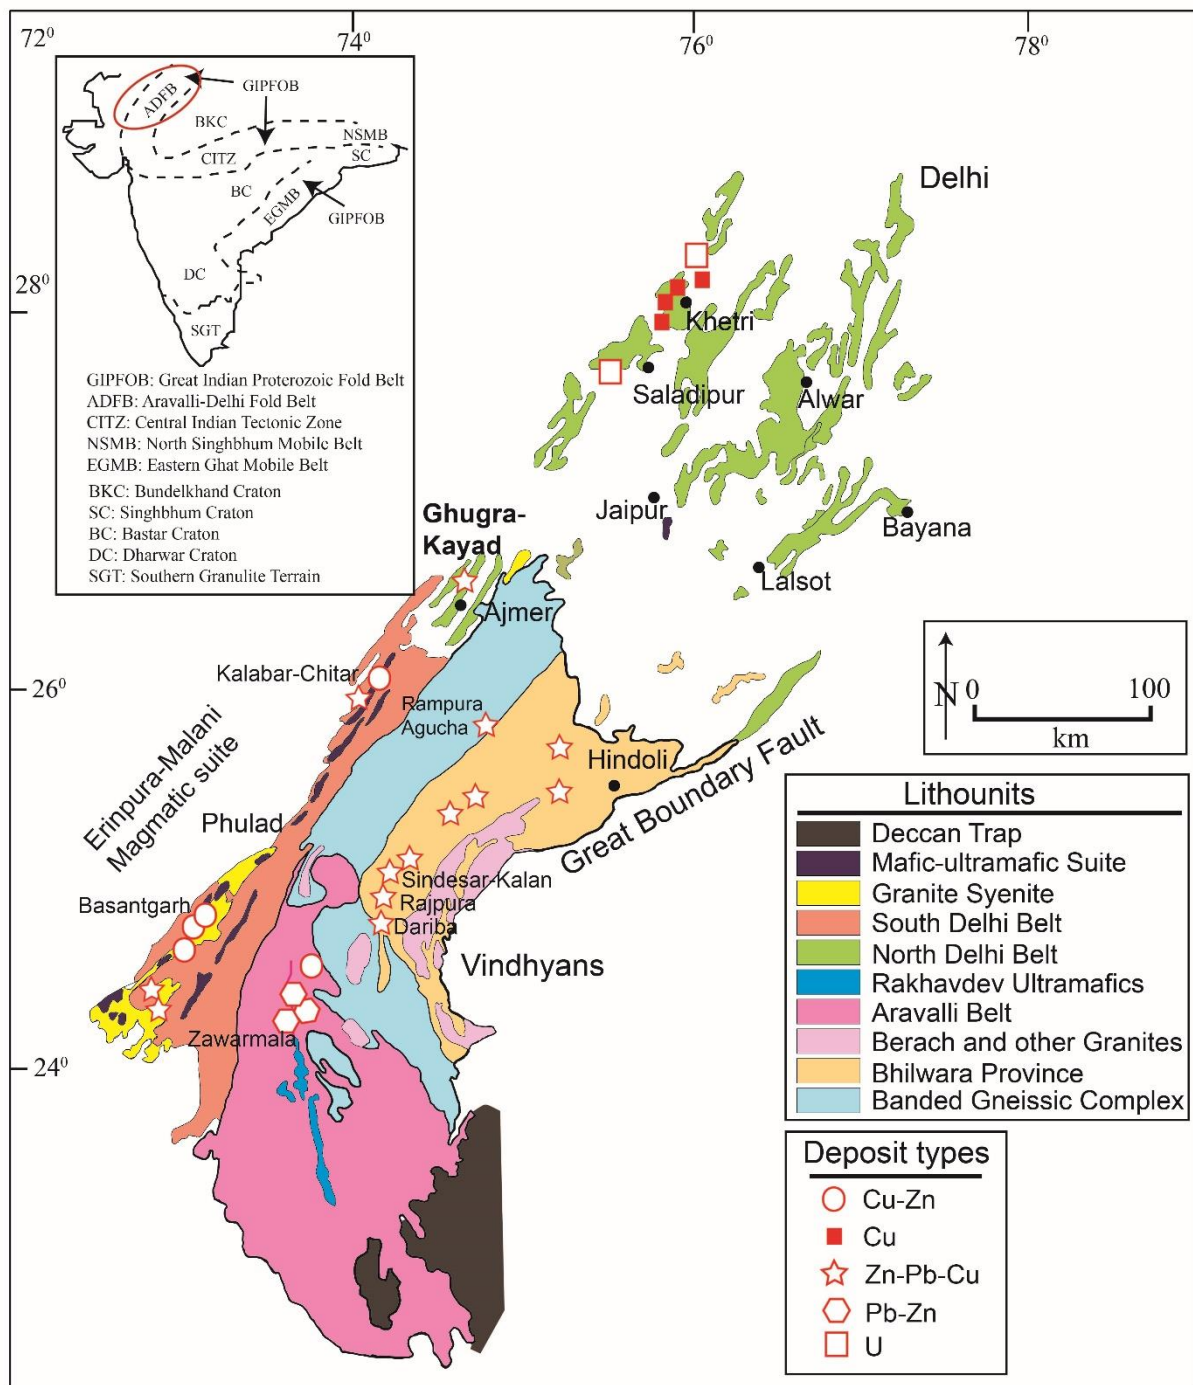 72⁰
74⁰
76⁰
78⁰
28⁰
26⁰
24⁰
ADFB
GIPFOB
BKC
NSMB
SC
CITZ
BC
EGMB
GIPFOB
DC
SGT
GIPFOB: Great Indian Proterozoic Fold Belt
ADFB: Aravalli-Delhi Fold Belt
CITZ: Central Indian Tectonic Zone
NSMB: North Singhbhum Mobile Belt
EGMB: Eastern Ghat Mobile Belt
BKC: Bundelkhand Craton
SC: Singhbhum Craton
BC: Bastar Craton
DC: Dharwar Craton
SGT: Southern Granulite Terrain
Delhi
Khetri
Saladipur
Alwar
Jaipur
Bayana
Lalsot
Ghugra-
Kayad
Ajmer
Kalabar-Chitar
Rampura
Agucha
Hindoli
Great Boundary Fault
Erinpura-Malani
Magmatic suite
Phulad
Basantgarh
Sindesar-Kalan
Rajpura
Dariba
Vindhyans
Zawarmala
N
0
100
km
Lithounits
Deccan Trap
Mafic-ultramafic Suite
Granite Syenite
South Delhi Belt
North Delhi Belt
Rakhavdev Ultramafics
Aravalli Belt
Berach and other Granites
Bhilwara Province
Banded Gneissic Complex
Deposit types
Cu-Zn
Cu
Zn-Pb-Cu
Pb-Zn
U